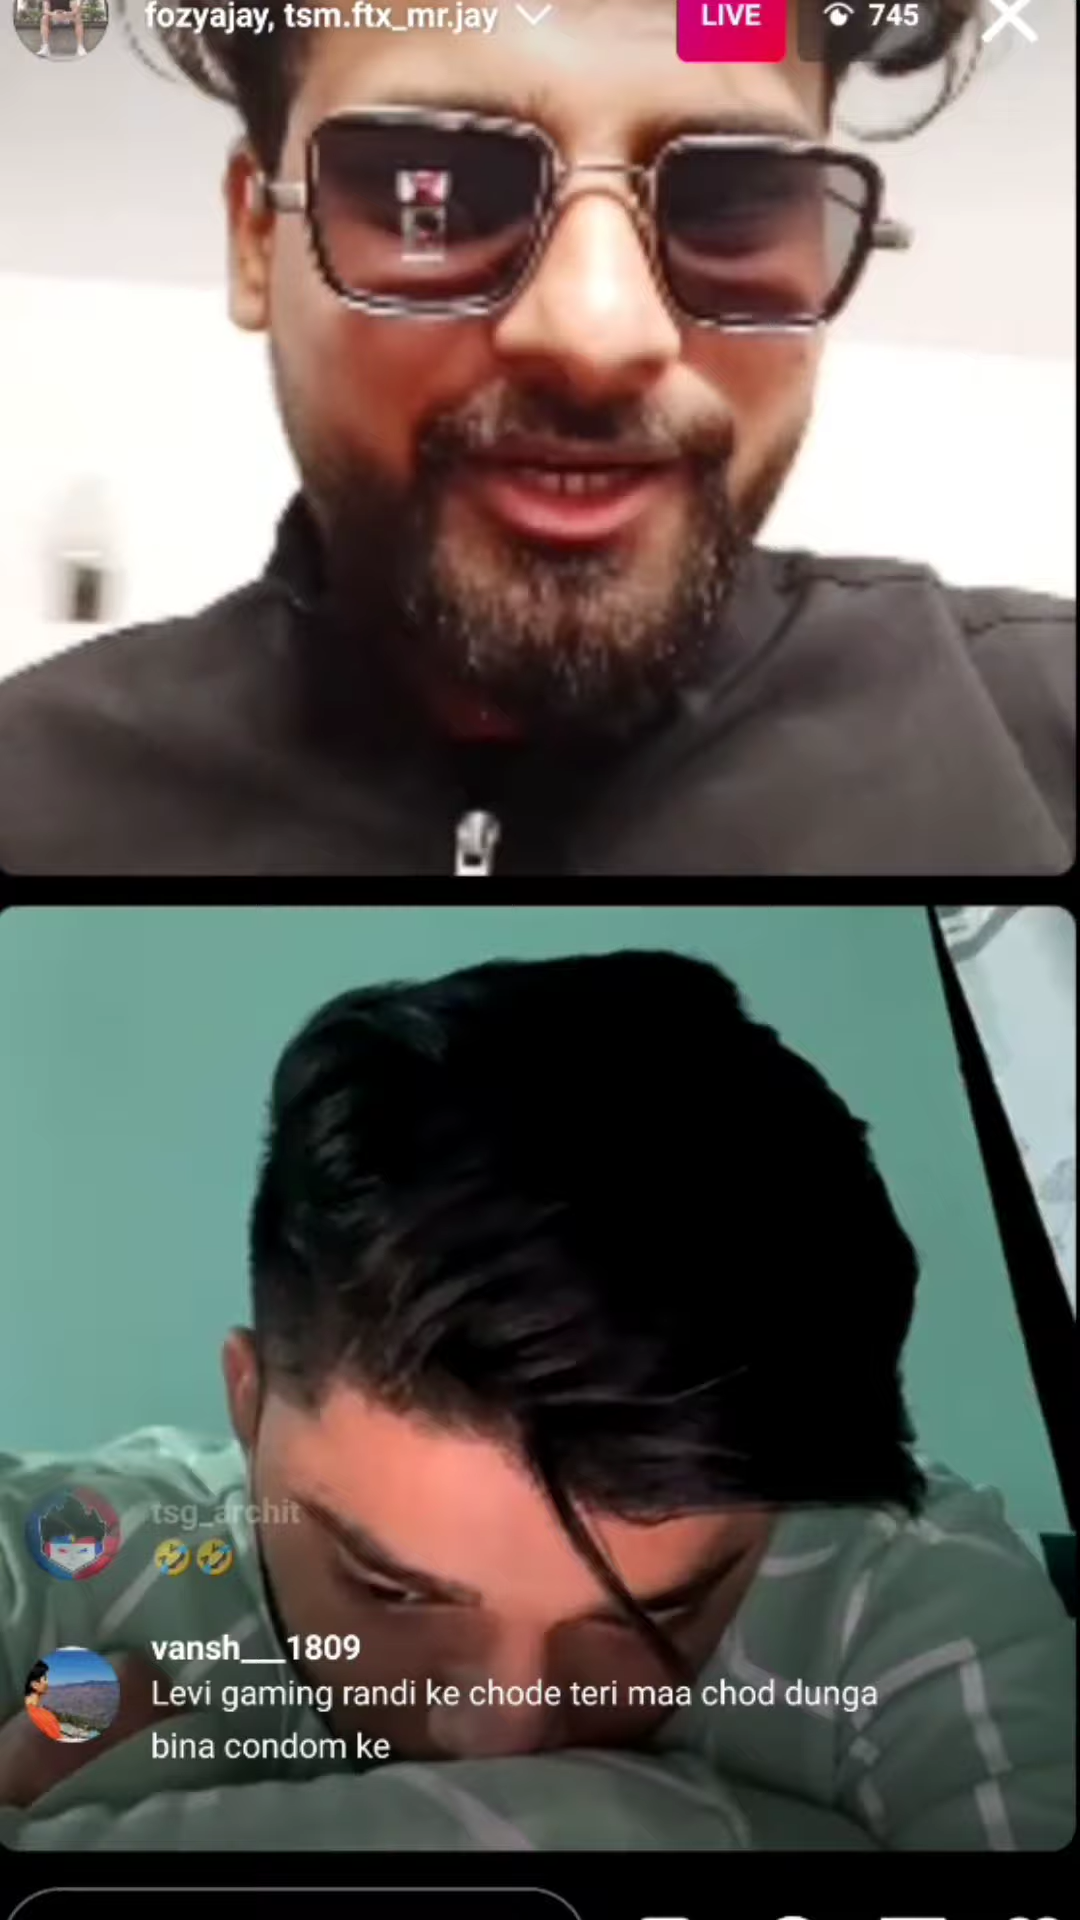 fozyajay, tsm.ftx_mr.jay
LIVE
745
tsg_archit
🤣🤣
vansh___1809
Levi gaming randi ke chode teri maa chod dunga
bina condom ke